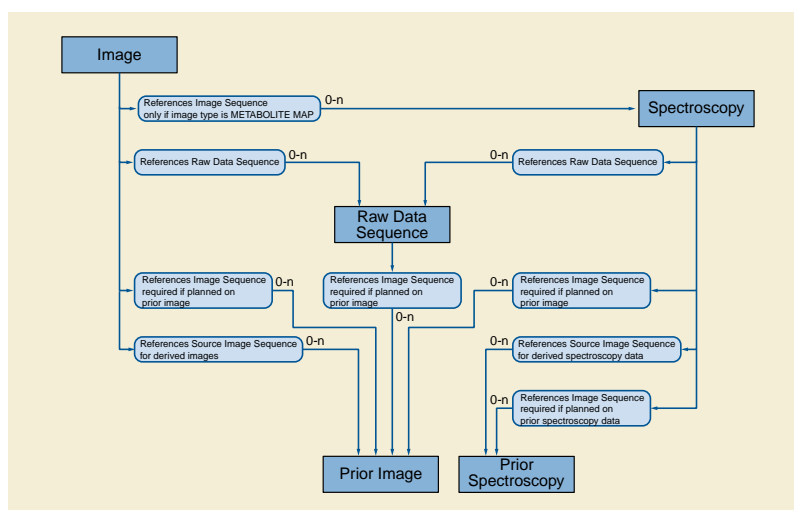 Image
References Image Sequence
only if image type is METABOLITE MAP
0-n
Spectroscopy
References Raw Data Sequence
0-n
0-n
References Raw Data Sequence
Raw Data
Sequence
References Image Sequence
required if planned on
prior image
0-n
References Image Sequence
required if planned on
prior image
0-n
0-n
References Image Sequence
required if planned on
prior image
References Source Image Sequence
for derived images
0-n
0-n
References Source Image Sequence
for derived spectroscopy data
0-n
References Image Sequence
required if planned on
prior spectroscopy data
Prior Image
Prior
Spectroscopy